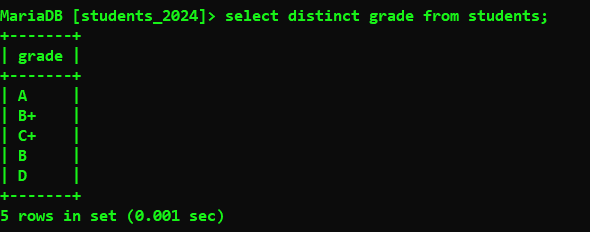 MariaDB [students_2024]> select distinct grade from students;
+-------+
| grade |
+-------+
| A     |
| B+    |
| C+    |
| B     |
| D     |
+-------+
5 rows in set (0.001 sec)